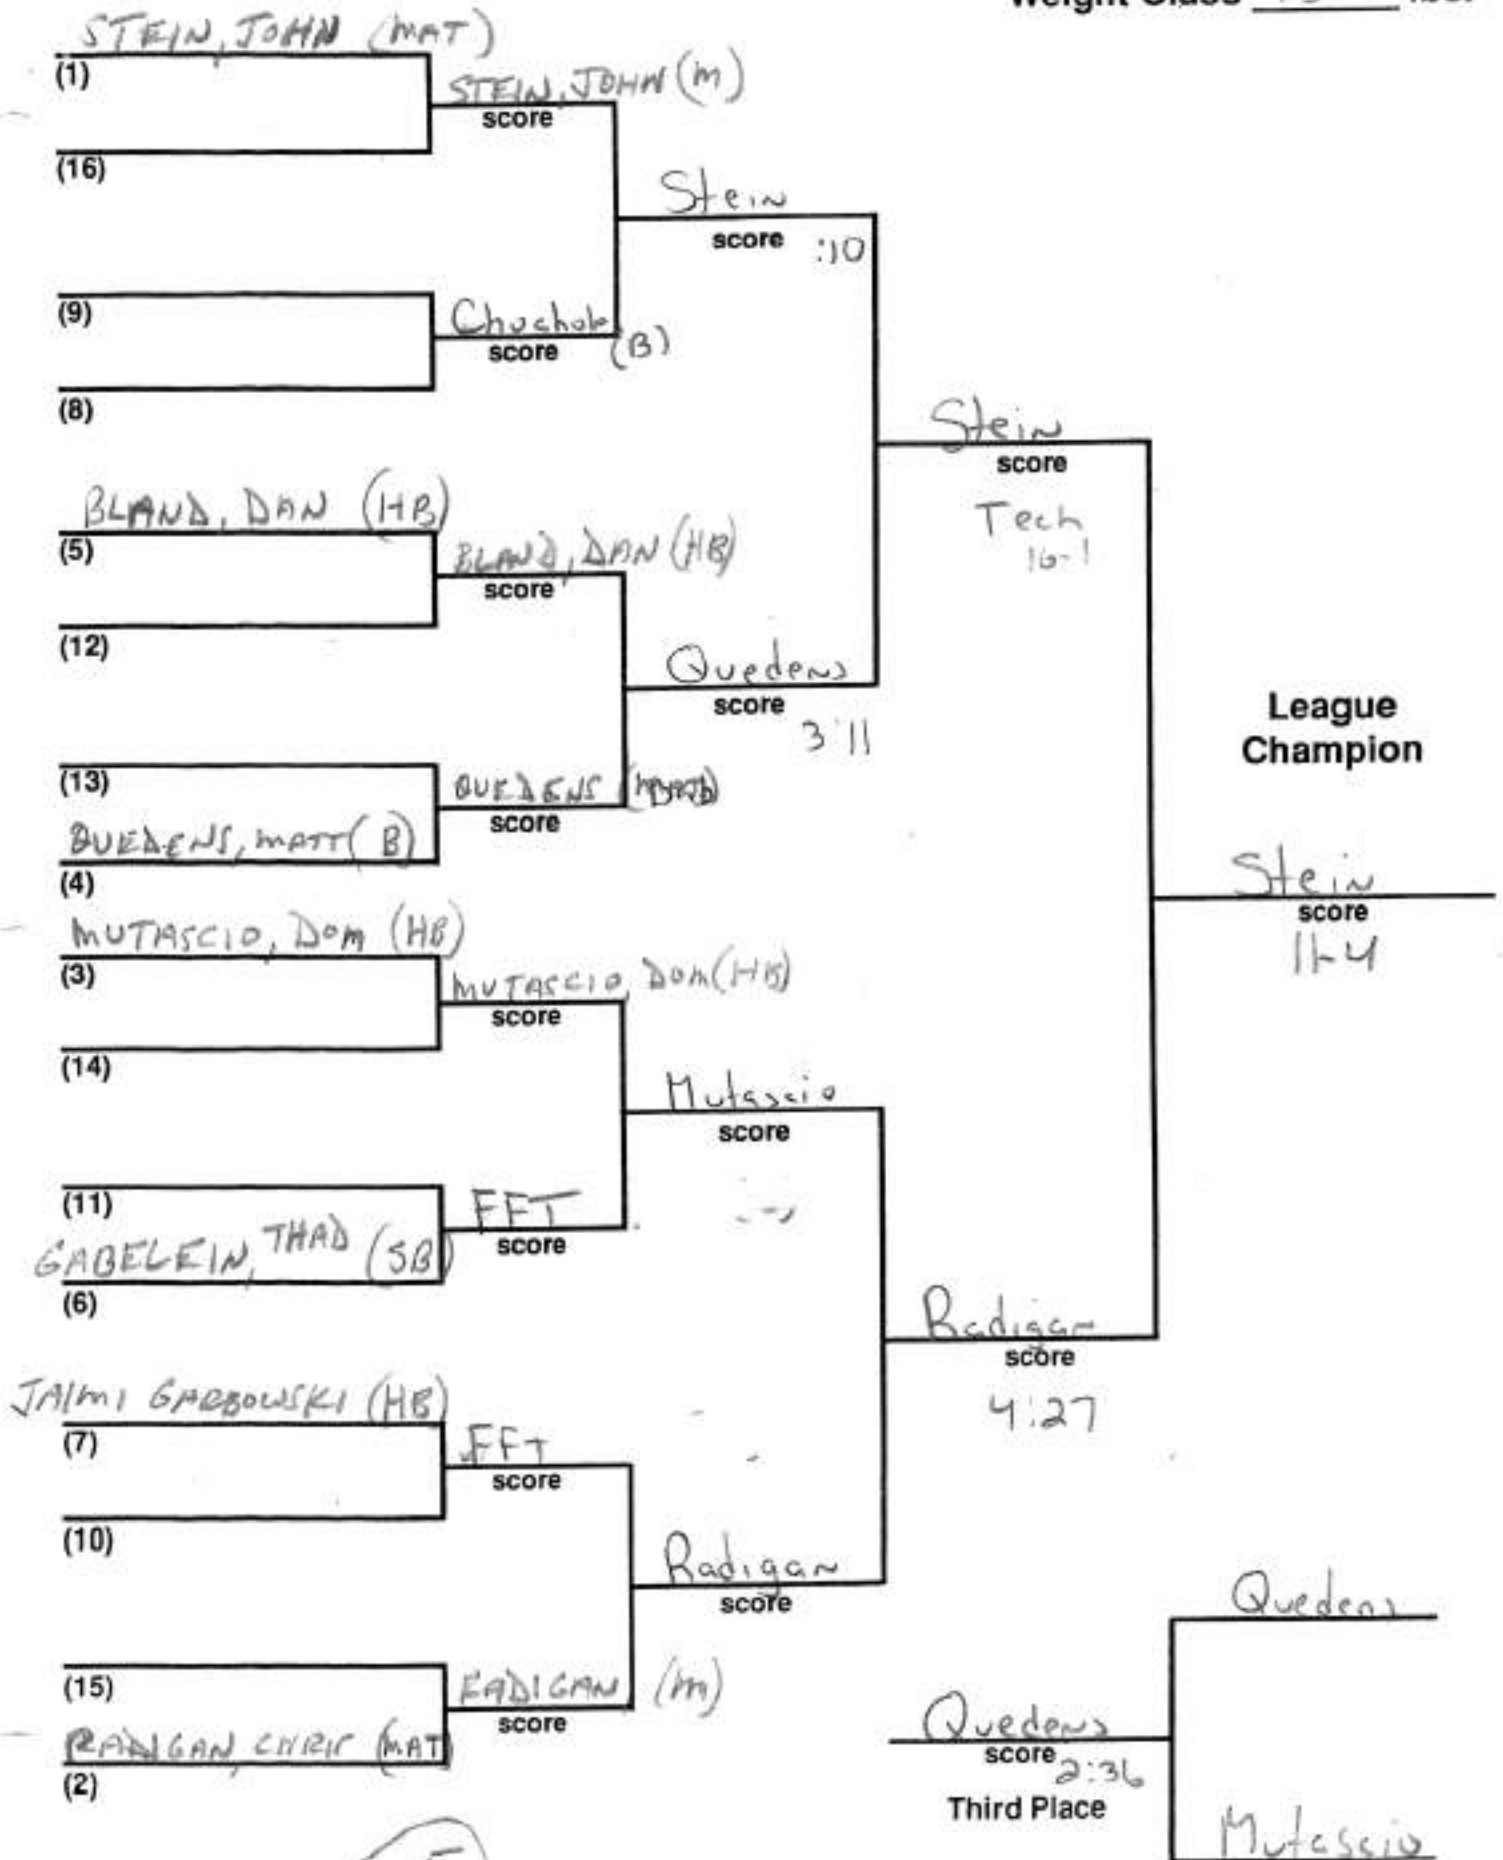 Weight Class lbs.
STEIN, JOHN (MAT)
(1)
STEIN, JOHN (M)
score
(16)
Stein
score :10
(9)
Chuchol
score (B)
(8)
Stein
score
Tech
16-1
BLAND, DAN (HB)
(5)
BLAND, DAN (HB)
score
(12)
Quedens
score
3:11
(13)
QUEDENS
score
QUEDENS, MATT (B)
(4)
League
Champion
Stein
score
11-4
MUTASCIO, DOM (HB)
(3)
MUTASCIO, DOM (HB)
score
(14)
Mutascio
score
(11)
FFT
score
GABELEIN, THAD (SB)
(6)
Radigan
score
4:27
JAIMI GARBOWSKI (HB)
(7)
FFT
score
(10)
Radigan
score
(15)
RADIGAN (M)
score
RADIGAN, CHRIS (MAT)
(2)
Quedens
Quedens
score 2:36
Third Place
Mutascio